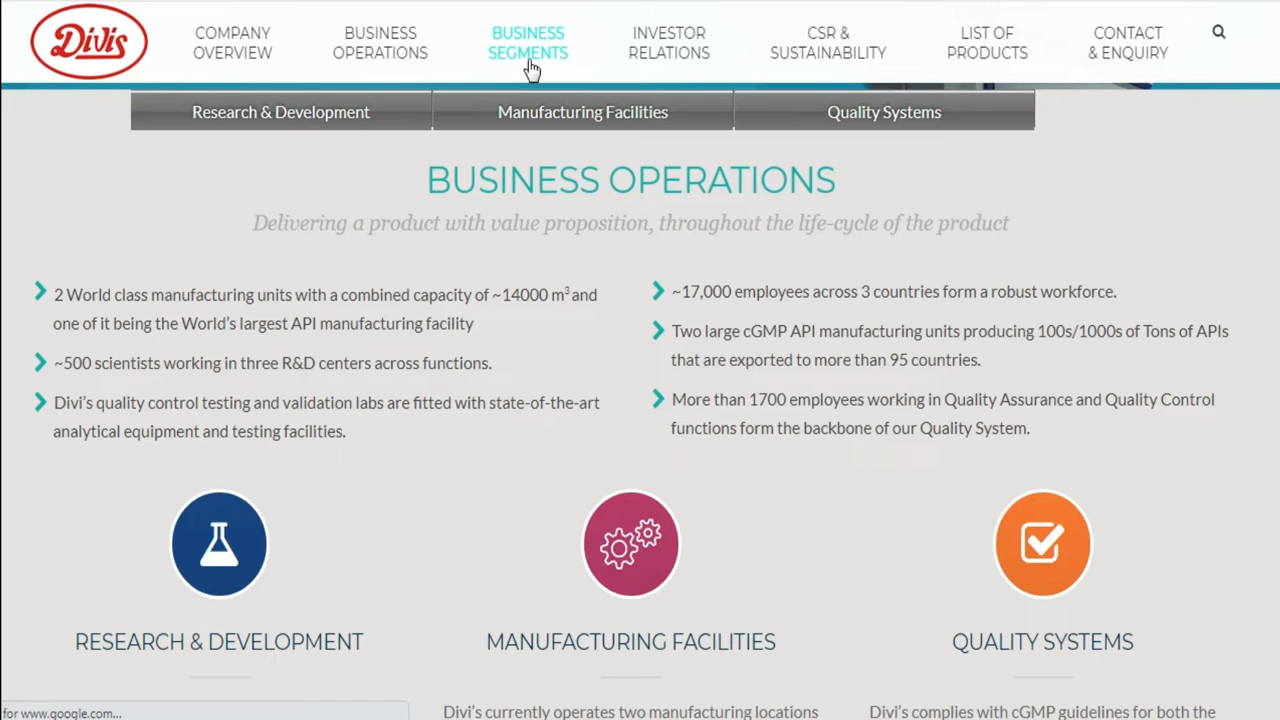 Divis
COMPANY
OVERVIEW
BUSINESS
OPERATIONS
BUSINESS
SEGMENTS
INVESTOR
RELATIONS
CSR &
SUSTAINABILITY
LIST OF
PRODUCTS
CONTACT
& ENQUIRY
Research & Development
Manufacturing Facilities
Quality Systems
BUSINESS OPERATIONS
Delivering a product with value proposition, throughout the life-cycle of the product
2 World class manufacturing units with a combined capacity of ~14000 m³ and
one of it being the World's largest API manufacturing facility
~500 scientists working in three R&D centers across functions.
Divi's quality control testing and validation labs are fitted with state-of-the-art
analytical equipment and testing facilities.
~17,000 employees across 3 countries form a robust workforce.
Two large cGMP API manufacturing units producing 100s/1000s of Tons of APIs
that are exported to more than 95 countries.
More than 1700 employees working in Quality Assurance and Quality Control
functions form the backbone of our Quality System.
RESEARCH & DEVELOPMENT
MANUFACTURING FACILITIES
QUALITY SYSTEMS
Divi's currently operates two manufacturing locations
Divi's complies with cGMP guidelines for both the
for www.google.com...